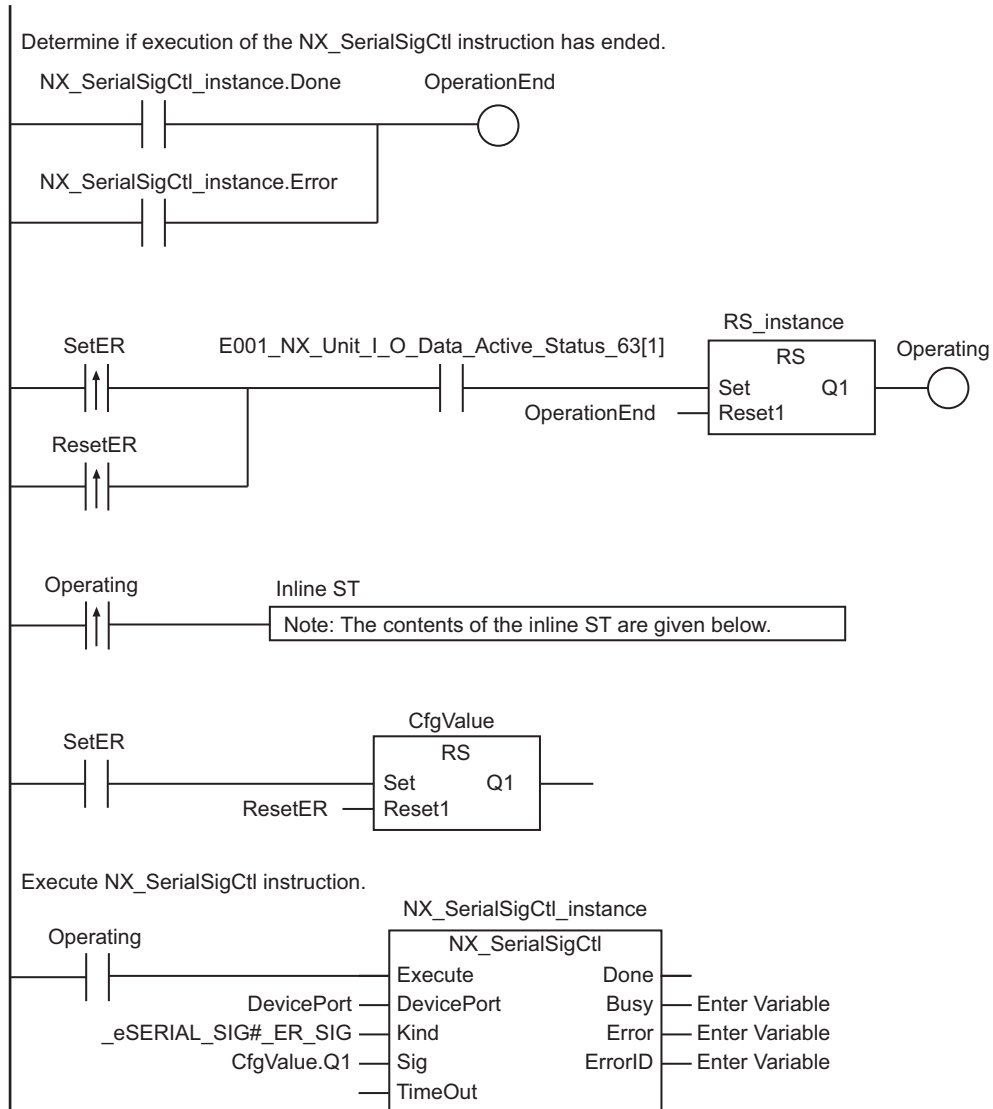 Determine if execution of the NX_SerialSigCtl instruction has ended.
NX_SerialSigCtl_instance.Done
OperationEnd
NX_SerialSigCtl_instance.Error
RS_instance
SetER
E001_NX_Unit_I_O_Data_Active_Status_63[1]
RS
Operating
Set
Q1
OperationEnd
Reset1
ResetER
Operating
Inline ST
Note: The contents of the inline ST are given below.
CfgValue
SetER
RS
Set
Q1
ResetER
Reset1
Execute NX_SerialSigCtl instruction.
NX_SerialSigCtl_instance
Operating
NX_SerialSigCtl
Execute
Done
DevicePort
DevicePort
Busy
Enter Variable
_eSERIAL_SIG#_ER_SIG
Kind
Error
Enter Variable
CfgValue.Q1
Sig
ErrorID
Enter Variable
TimeOut